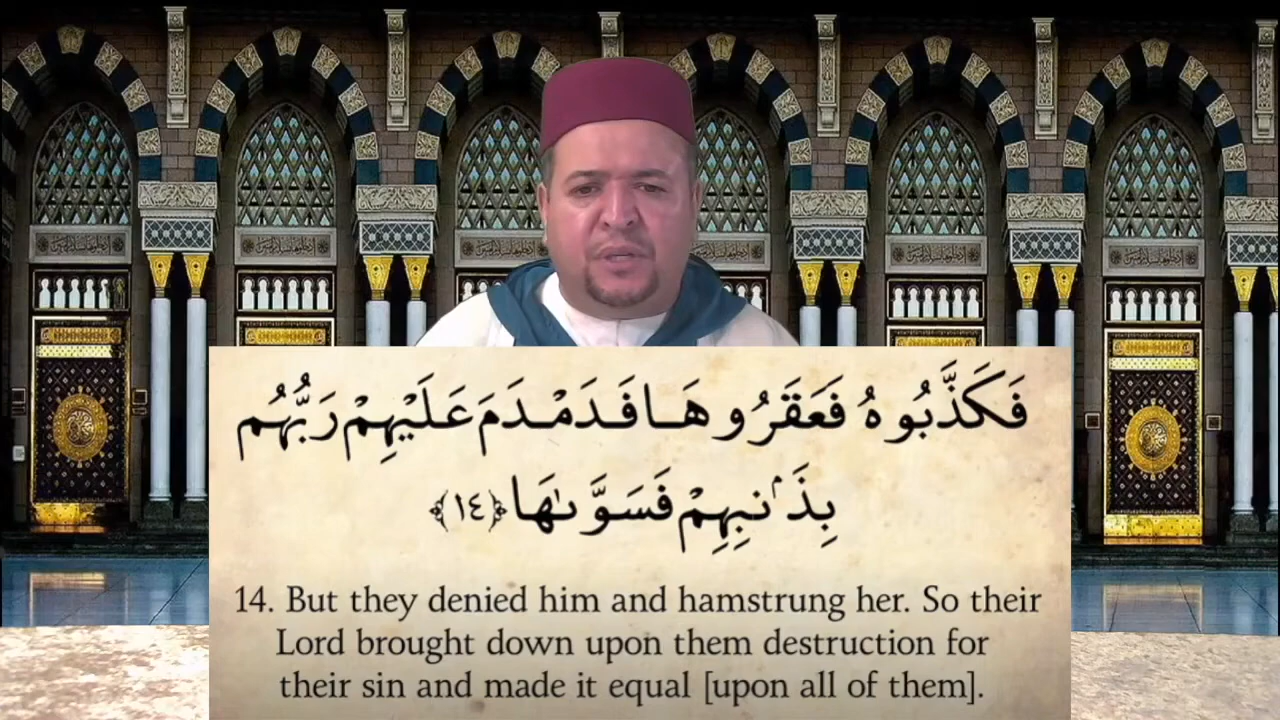 فَكَذَّبُوهُ فَعَقَرُوهَا فَدَمْدَمَ عَلَيْهِمْ رَبُّهُم
بِذَنۢبِهِمْ فَسَوَّىٰهَا ﴿١٤﴾
14. But they denied him and hamstrung her. So their
Lord brought down upon them destruction for
their sin and made it equal [upon all of them].